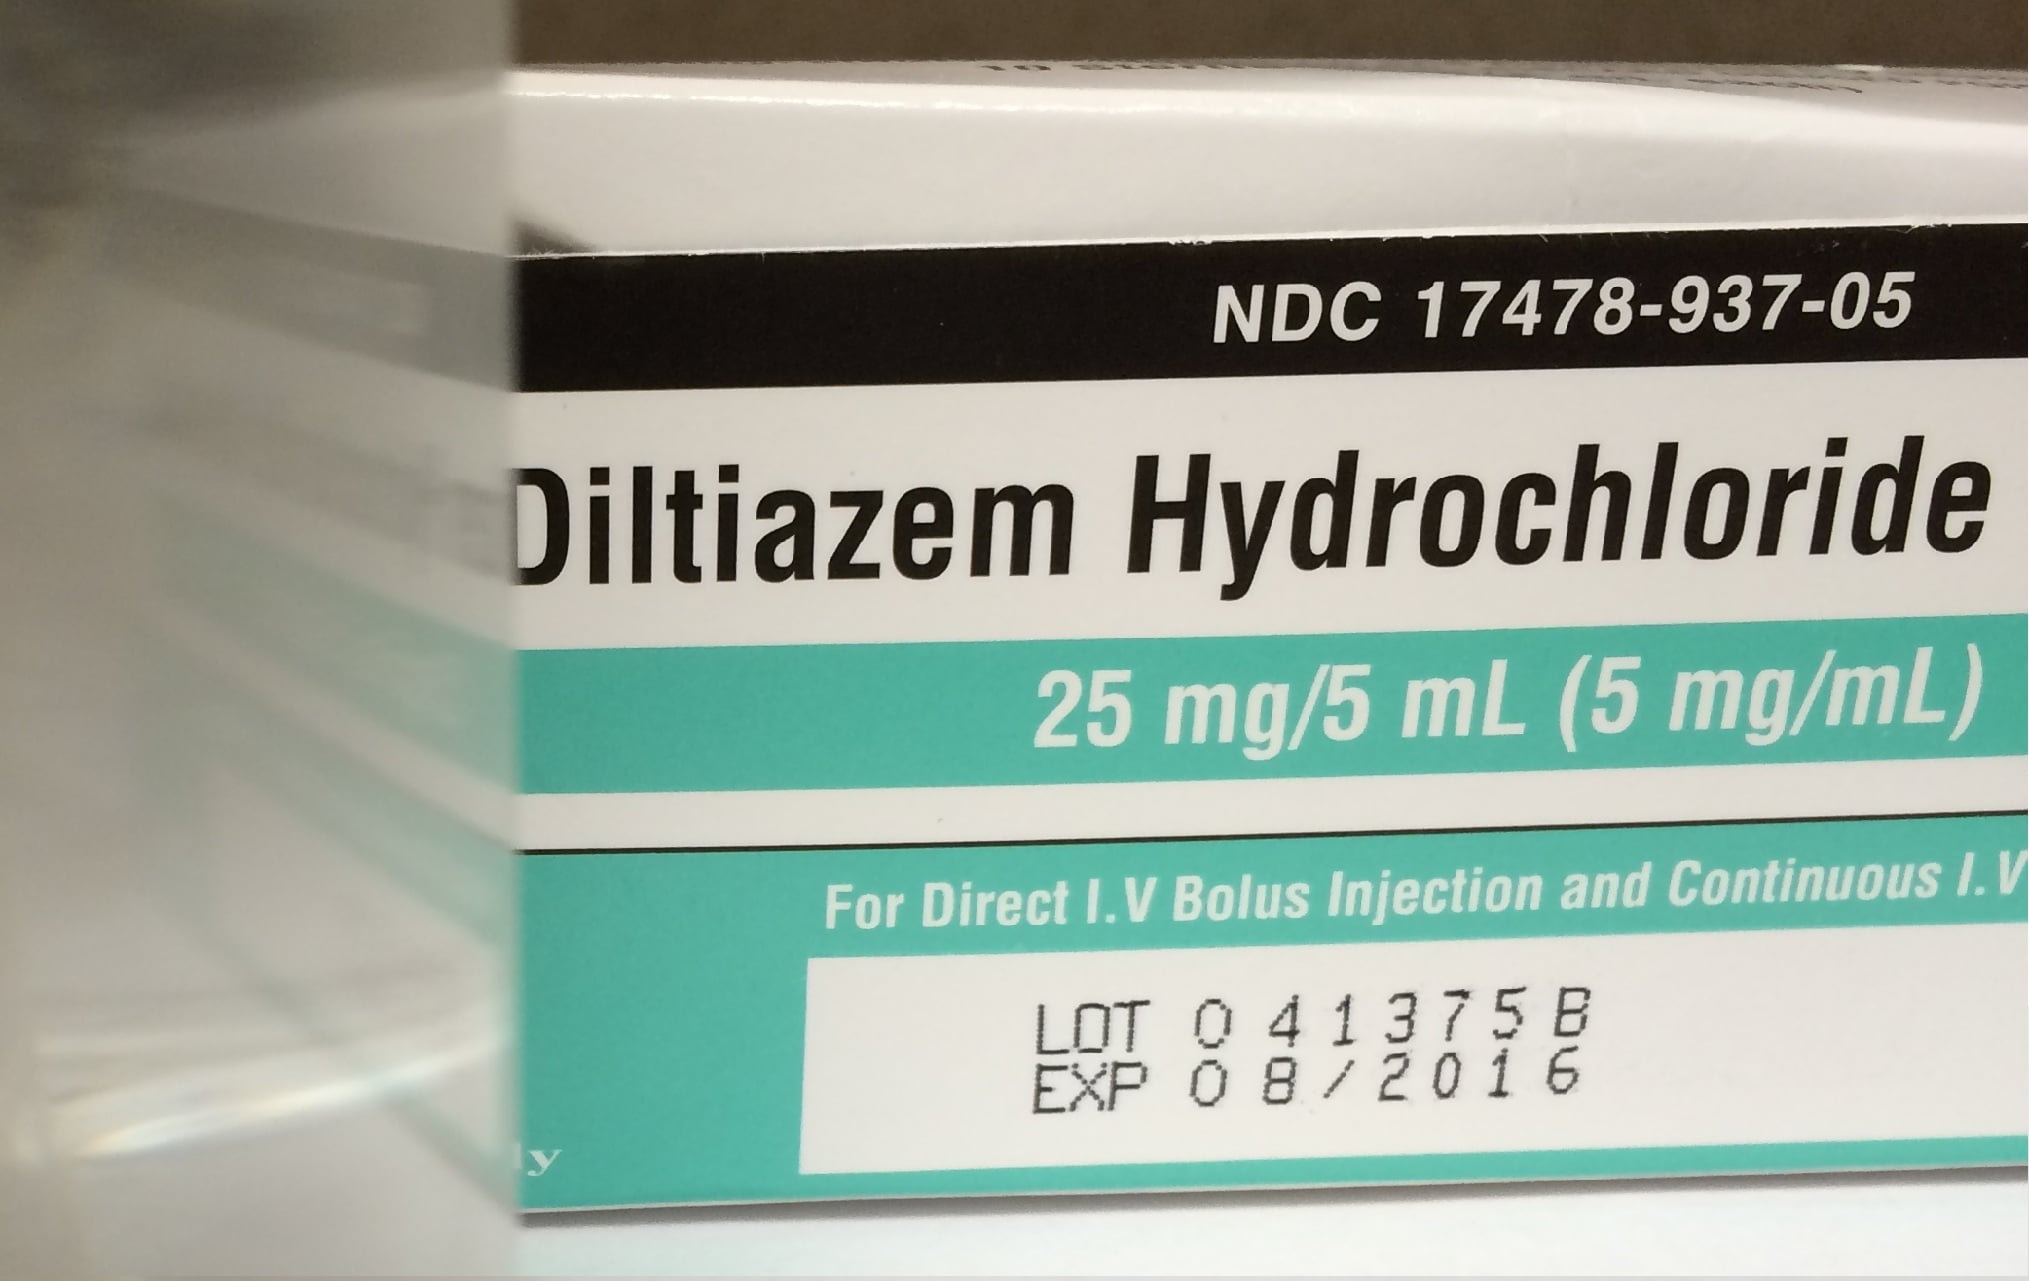 NDC 17478-937-05
Diltiazem Hydrochloride
25 mg/5 mL (5 mg/mL)
For Direct I.V Bolus Injection and Continuous I.V
LOT 041375B
EXP 08/2016
ly